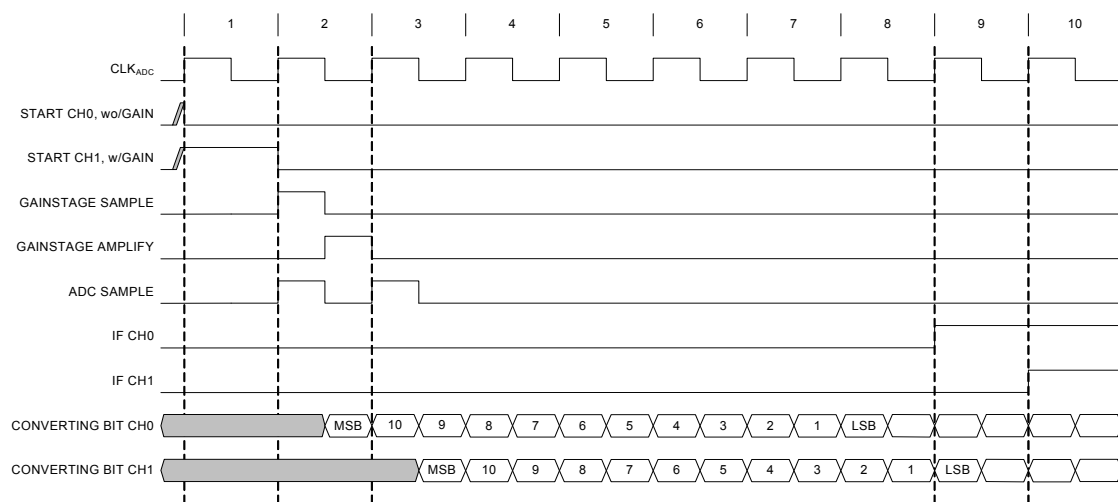 1 2 3 4 5 6 7 8 9 10
CLKADC
START CH0, wo/GAIN
START CH1, w/GAIN
GAINSTAGE SAMPLE
GAINSTAGE AMPLIFY
ADC SAMPLE
IF CH0
IF CH1
CONVERTING BIT CH0 MSB 10 9 8 7 6 5 4 3 2 1 LSB
CONVERTING BIT CH1 MSB 10 9 8 7 6 5 4 3 2 1 LSB